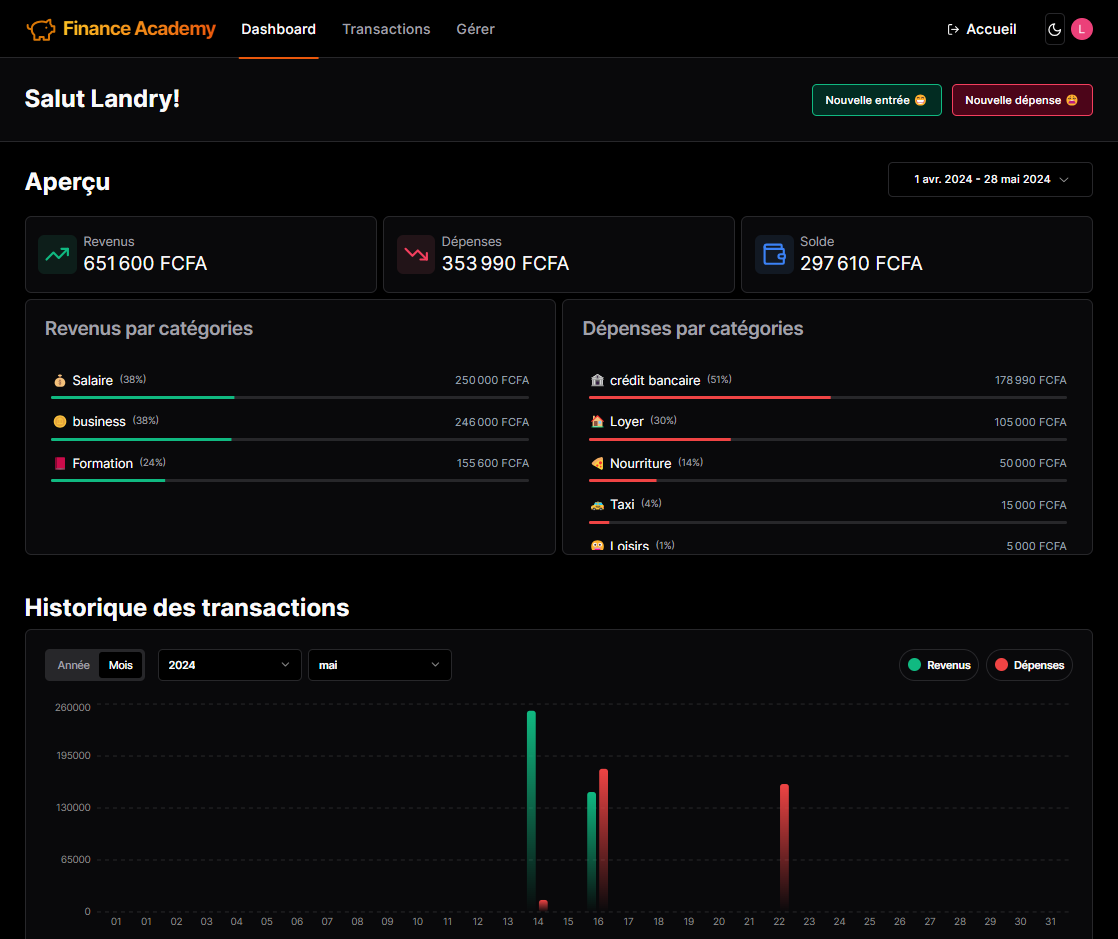 Finance Academy Dashboard Transactions Gérer Accueil L
Salut Landry!
Nouvelle entrée 😁 Nouvelle dépense 😫
Aperçu
1 avr. 2024 - 28 mai 2024
Revenus
651 600 FCFA
Dépenses
353 990 FCFA
Solde
297 610 FCFA
Revenus par catégories
Salaire (38%) 250 000 FCFA
business (38%) 246 000 FCFA
Formation (24%) 155 600 FCFA
Dépenses par catégories
crédit bancaire (51%) 178 990 FCFA
Loyer (30%) 105 000 FCFA
Nourriture (14%) 50 000 FCFA
Taxi (4%) 15 000 FCFA
Loisirs (1%) 5 000 FCFA
Historique des transactions
Année Mois 2024 mai Revenus Dépenses
260000
195000
130000
65000
0
01 01 02 03 04 05 06 07 08 09 10 11 12 13 14 15 16 17 18 19 20 21 22 23 24 25 26 27 28 29 30 31